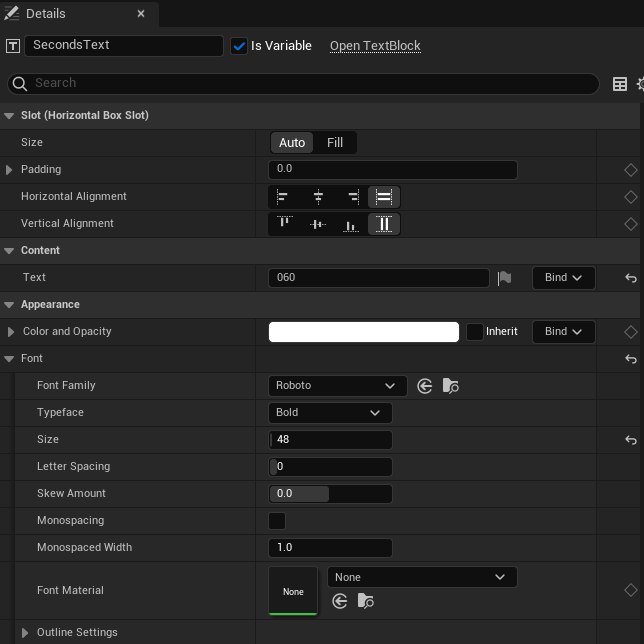 Details
T SecondsText Is Variable Open TextBlock
Search
Slot (Horizontal Box Slot)
Size Auto Fill
Padding 0.0
Horizontal Alignment
Vertical Alignment
Content
Text 060 Bind
Appearance
Color and Opacity Inherit Bind
Font
Font Family Roboto
Typeface Bold
Size 48
Letter Spacing 0
Skew Amount 0.0
Monospacing
Monospaced Width 1.0
Font Material None None
Outline Settings